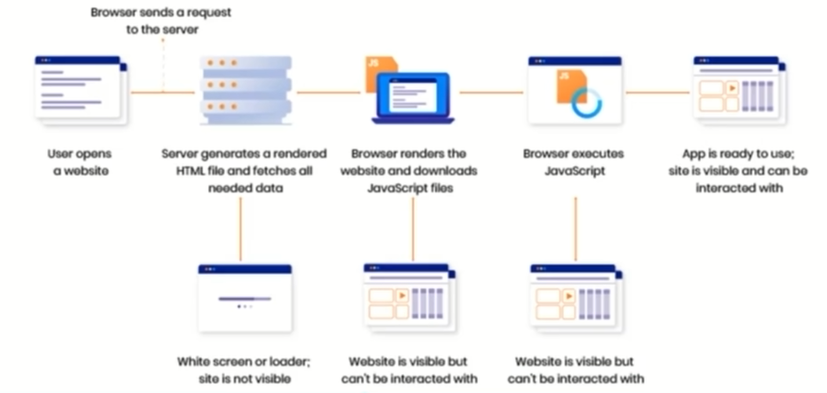 Browser sends a request
to the server
JS
JS
User opens
a website
Server generates a rendered
HTML file and fetches all
needed data
Browser renders the
website and downloads
JavaScript files
Browser executes
JavaScript
App is ready to use;
site is visible and can be
interacted with
White screen or loader;
site is not visible
Website is visible but
can't be interacted with
Website is visible but
can't be interacted with